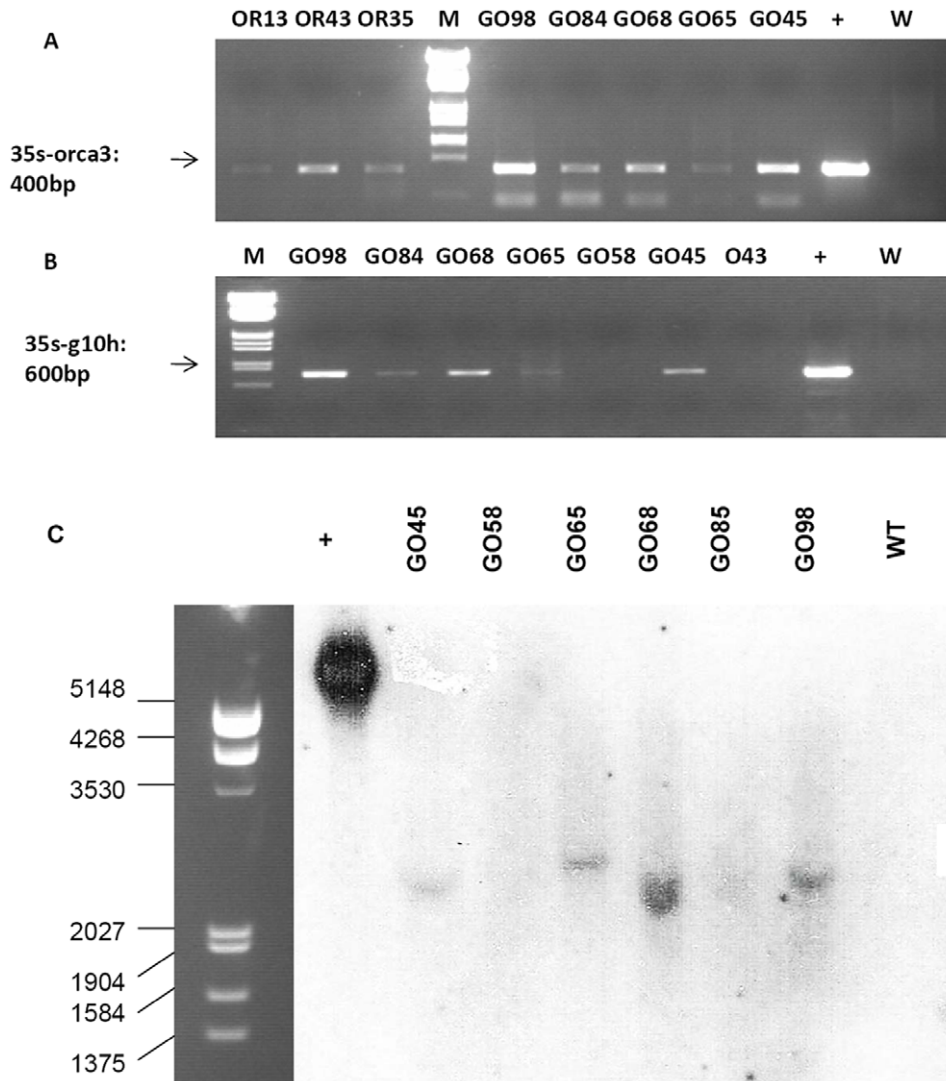 A
OR13 OR43 OR35 M GO98 GO84 GO68 GO65 GO45 + W
35s-orca3:
400bp
B
M GO98 GO84 GO68 GO65 GO58 GO45 O43 + W
35s-g10h:
600bp
C
+ GO45 GO58 GO65 GO68 GO85 GO98 WT
5148
4268
3530
2027
1904
1584
1375